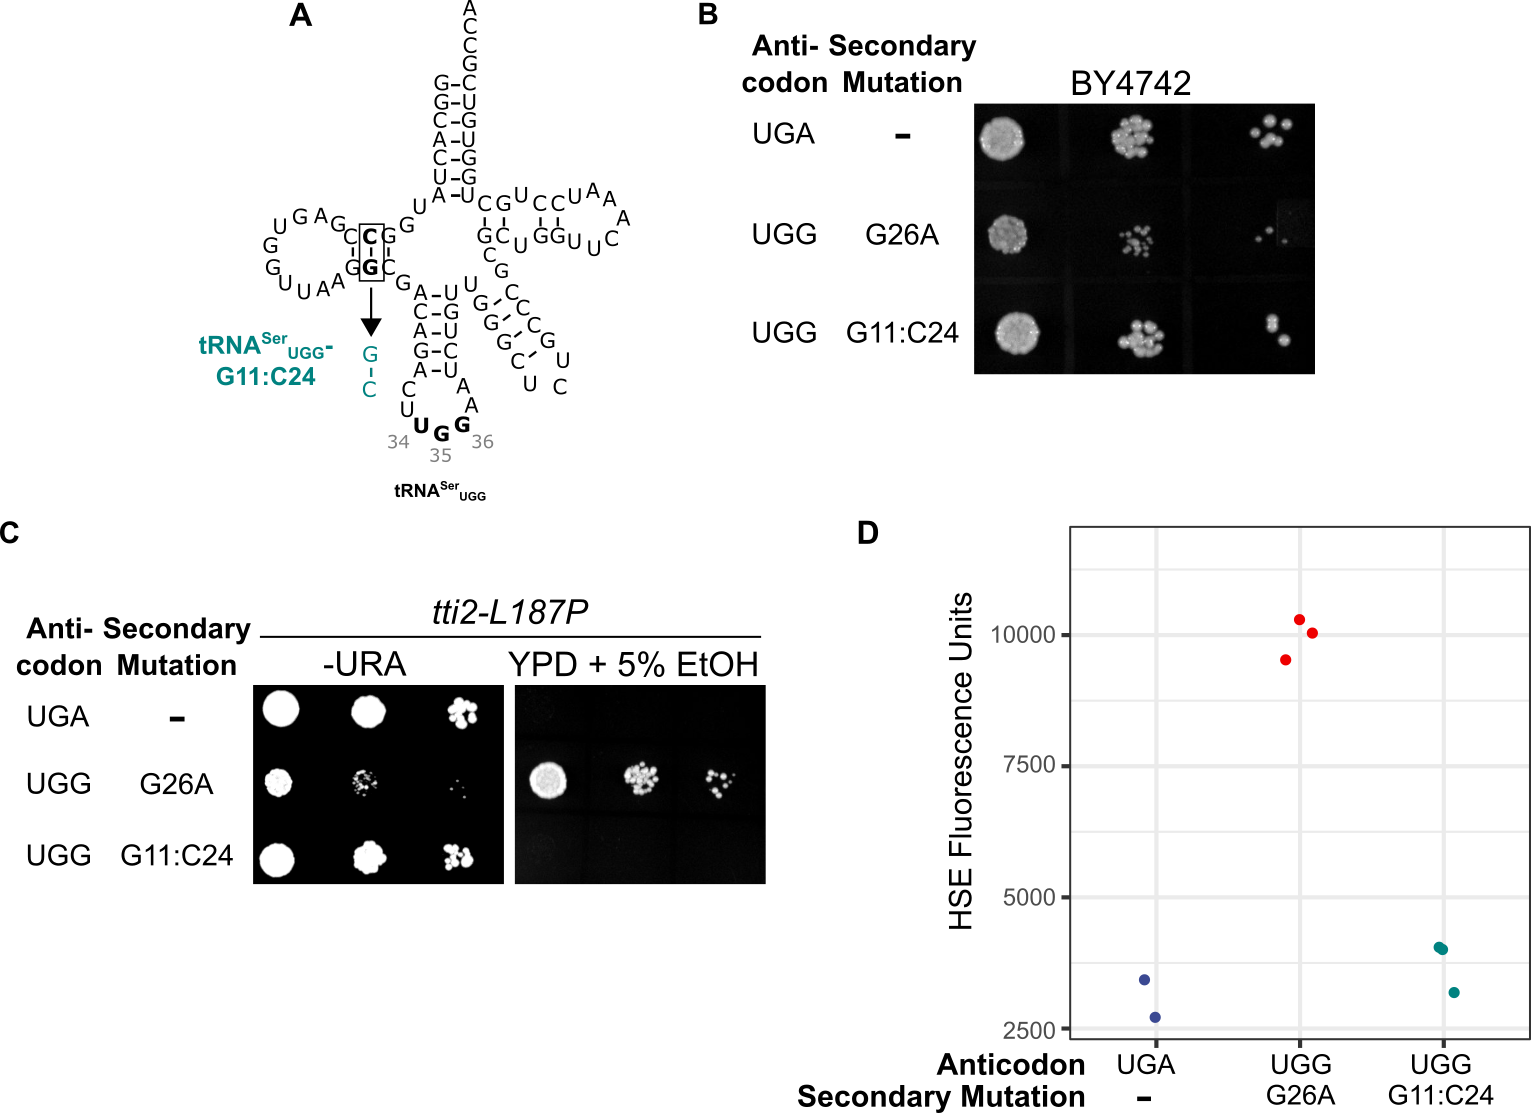 A
A
C
C
G
G-C
G-U
C-G
A-U
C-G
U-G
A-U
U G A G C C G G U
C G U C C U A A A
G C U G G U U C
G G U U A A G G C G
A-U
C-G
A-U
G-C
A-U
C A
U A
U G G
G C G C C C G U C
U G G G C U
34
35
36
tRNASerUGG-
G11:C24
G
C
tRNASerUGG
B
Anti- Secondary
codon Mutation BY4742
UGA -
UGG G26A
UGG G11:C24
C
tti2-L187P
Anti- Secondary
codon Mutation -URA YPD + 5% EtOH
UGA -
UGG G26A
UGG G11:C24
D
HSE Fluorescence Units
10000
7500
5000
2500
Anticodon UGA UGG UGG
Secondary Mutation - G26A G11:C24